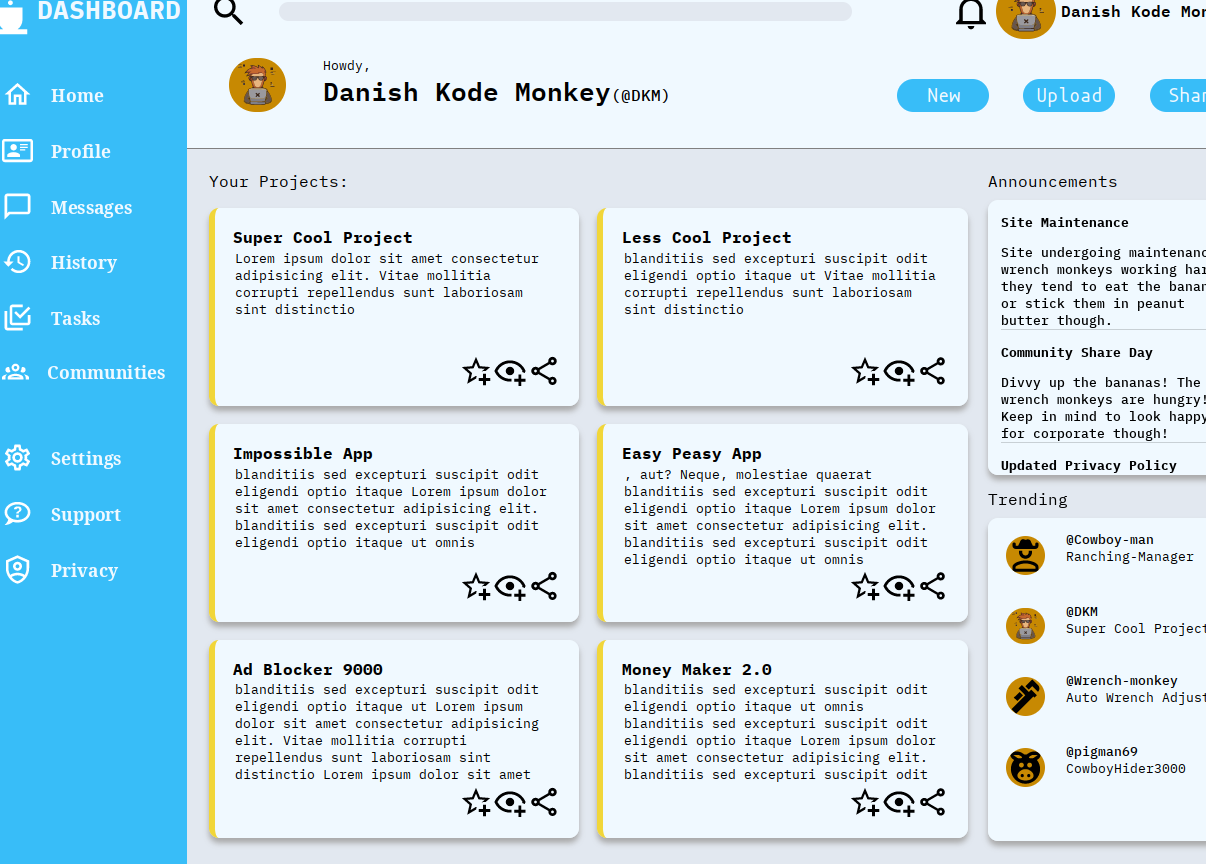 DASHBOARD
Home
Profile
Messages
History
Tasks
Communities
Settings
Support
Privacy
Danish Kode Mon
Howdy,
Danish Kode Monkey(@DKM)
New
Upload
Shar
Your Projects:
Super Cool Project
Lorem ipsum dolor sit amet consectetur
adipisicing elit. Vitae mollitia
corrupti repellendus sunt laboriosam
sint distinctio
Less Cool Project
blanditiis sed excepturi suscipit odit
eligendi optio itaque ut Vitae mollitia
corrupti repellendus sunt laboriosam
sint distinctio
Impossible App
blanditiis sed excepturi suscipit odit
eligendi optio itaque Lorem ipsum dolor
sit amet consectetur adipisicing elit.
blanditiis sed excepturi suscipit odit
eligendi optio itaque ut omnis
Easy Peasy App
, aut? Neque, molestiae quaerat
blanditiis sed excepturi suscipit odit
eligendi optio itaque Lorem ipsum dolor
sit amet consectetur adipisicing elit.
blanditiis sed excepturi suscipit odit
eligendi optio itaque ut omnis
Ad Blocker 9000
blanditiis sed excepturi suscipit odit
eligendi optio itaque ut Lorem ipsum
dolor sit amet consectetur adipisicing
elit. Vitae mollitia corrupti
repellendus sunt laboriosam sint
distinctio Lorem ipsum dolor sit amet
Money Maker 2.0
blanditiis sed excepturi suscipit odit
eligendi optio itaque ut omnis
blanditiis sed excepturi suscipit odit
eligendi optio itaque Lorem ipsum dolor
sit amet consectetur adipisicing elit.
blanditiis sed excepturi suscipit odit
Announcements
Site Maintenance
Site undergoing maintenanc
wrench monkeys working har
they tend to eat the banan
or stick them in peanut
butter though.
Community Share Day
Divvy up the bananas! The
wrench monkeys are hungry!
Keep in mind to look happy
for corporate though!
Updated Privacy Policy
Trending
@Cowboy-man
Ranching-Manager
@DKM
Super Cool Project
@Wrench-monkey
Auto Wrench Adjust
@pigman69
CowboyHider3000